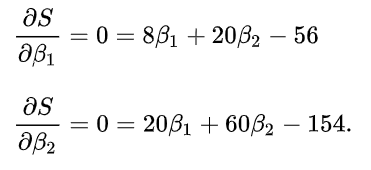 ∂S/∂β₁ = 0 = 8β₁ + 20β₂ − 56
∂S/∂β₂ = 0 = 20β₁ + 60β₂ − 154.